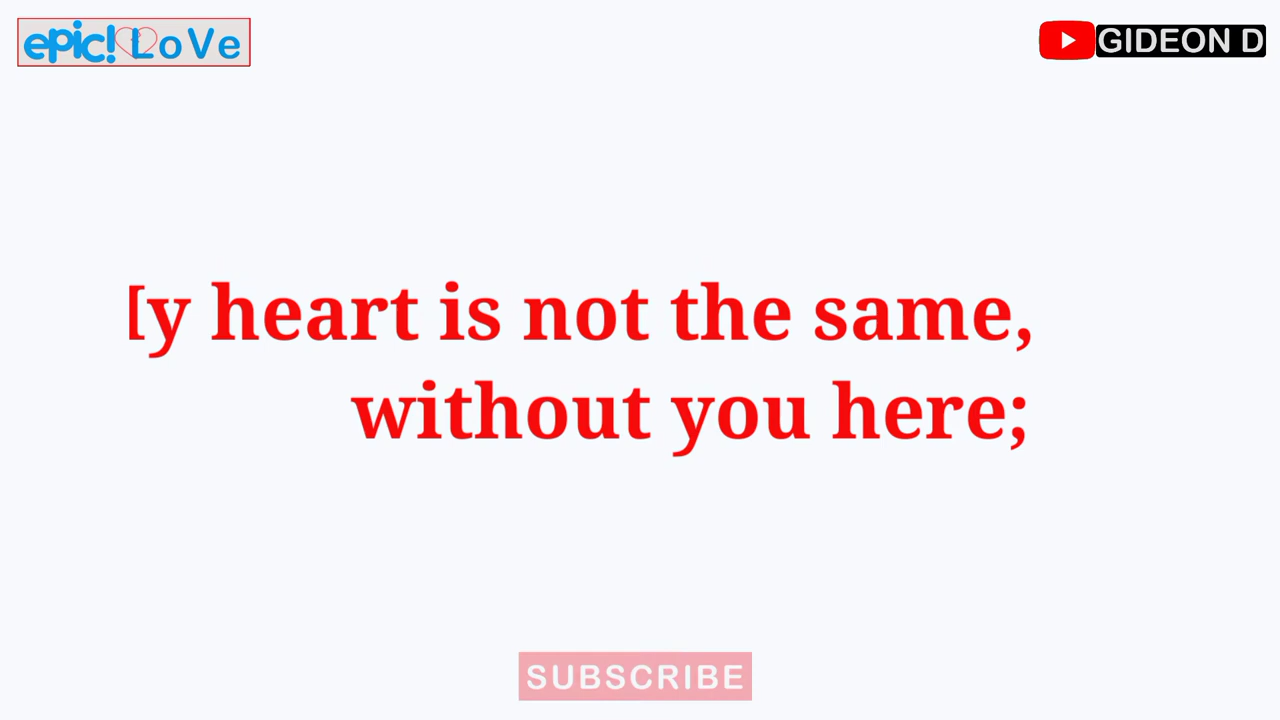 epic! LoVe
GIDEON D
y heart is not the same,
without you here;
SUBSCRIBE